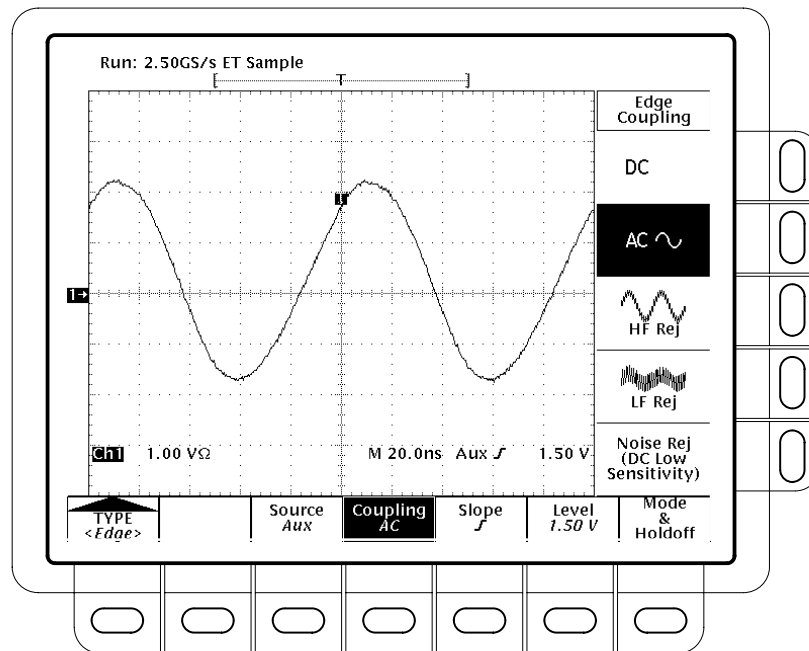 Run: 2.50GS/s ET Sample
T
Edge
Coupling
DC
AC
HF Rej
LF Rej
Noise Rej
(DC Low
Sensitivity)
1→
Ch1 1.00 VΩ M 20.0ns Aux 1.50 V
TYPE
<Edge>
Source
Aux
Coupling
AC
Slope
Level
1.50 V
Mode
&
Holdoff